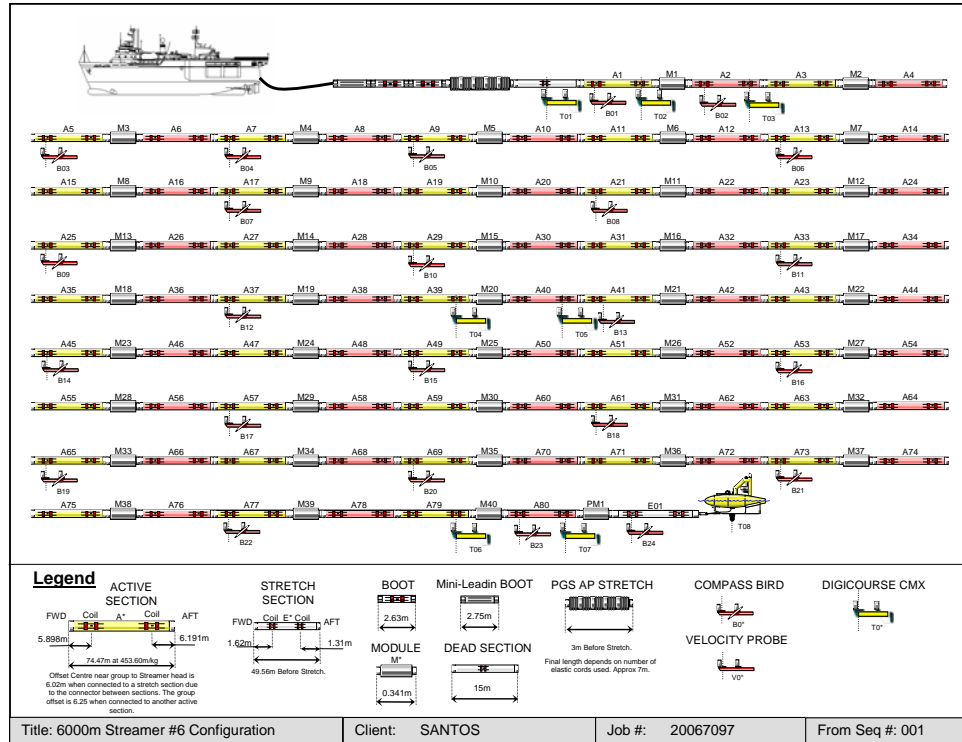 A1 M1 A2 A3 M2 A4
T01 B01 T02 B02 T03
A5 M3 A6 A7 M4 A8 A9 M5 A10 A11 M6 A12 A13 M7 A14
B03 B04 B05 B06
A15 M8 A16 A17 M9 A18 A19 M10 A20 A21 M11 A22 A23 M12 A24
B07 B08
A25 M13 A26 A27 M14 A28 A29 M15 A30 A31 M16 A32 A33 M17 A34
B09 B10 B11
A35 M18 A36 A37 M19 A38 A39 M20 A40 A41 M21 A42 A43 M22 A44
B12 T04 T05 B13
A45 M23 A46 A47 M24 A48 A49 M25 A50 A51 M26 A52 A53 M27 A54
B14 B15 B16
A55 M28 A56 A57 M29 A58 A59 M30 A60 A61 M31 A62 A63 M32 A64
B17 B18
A65 M33 A66 A67 M34 A68 A69 M35 A70 A71 M36 A72 A73 M37 A74
B19 B20 B21
A75 M38 A76 A77 M39 A78 A79 M40 A80 PM1 E01
B22 T06 B23 T07 B24 T08
Legend
ACTIVE
SECTION
FWD Coil A* Coil AFT
5.898m 6.191m
74.47m at 453.60m/kg
Offset Centre near group to Streamer head is
6.02m when connected to a stretch section due
to the connector between sections. The group
offset is 6.25 when connected to another active
section.
STRETCH
SECTION
FWD Coil E* Coil AFT
1.62m 1.31m
49.56m Before Stretch.
BOOT
2.63m
MODULE
M*
0.341m
Mini-Leadin BOOT
2.75m
DEAD SECTION
15m
PGS AP STRETCH
3m Before Stretch.
Final length depends on number of
elastic cords used. Approx 7m.
COMPASS BIRD
B0*
VELOCITY PROBE
V0*
DIGICOURSE CMX
T0*
Title: 6000m Streamer #6 Configuration Client: SANTOS Job #: 20067097 From Seq #: 001